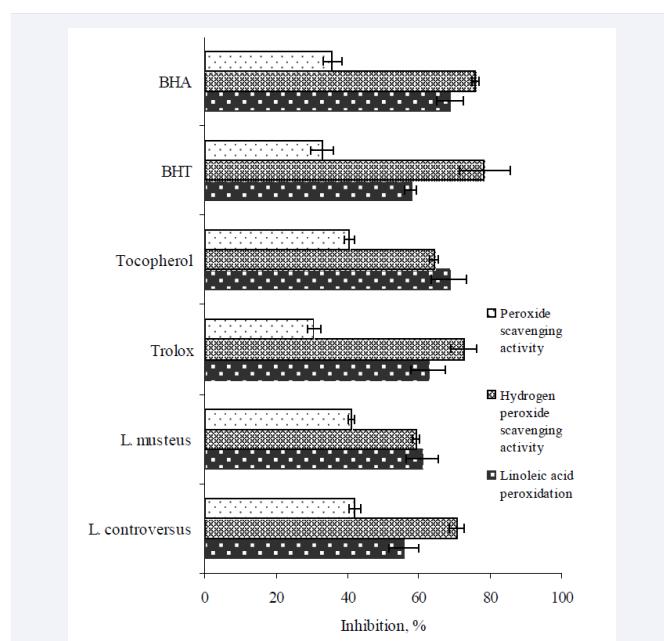 BHA
BHT
Tocopherol
Trolox
L. musteus
L. controversus
Peroxide
scavenging
activity
Hydrogen
peroxide
scavenging
activity
Linoleic acid
peroxidation
0 20 40 60 80 100
Inhibition, %